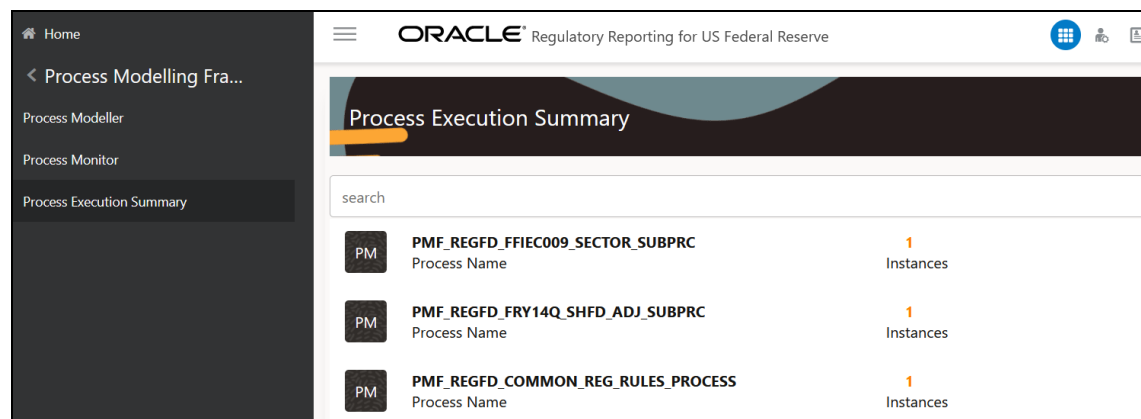 Home
Process Modelling Fra...
Process Modeller
Process Monitor
Process Execution Summary
ORACLE® Regulatory Reporting for US Federal Reserve
Process Execution Summary
search
PM PMF_REGFD_FFIEC009_SECTOR_SUBPRC 1
Process Name Instances
PM PMF_REGFD_FRY14Q_SHFD_ADJ_SUBPRC 1
Process Name Instances
PM PMF_REGFD_COMMON_REG_RULES_PROCESS 1
Process Name Instances